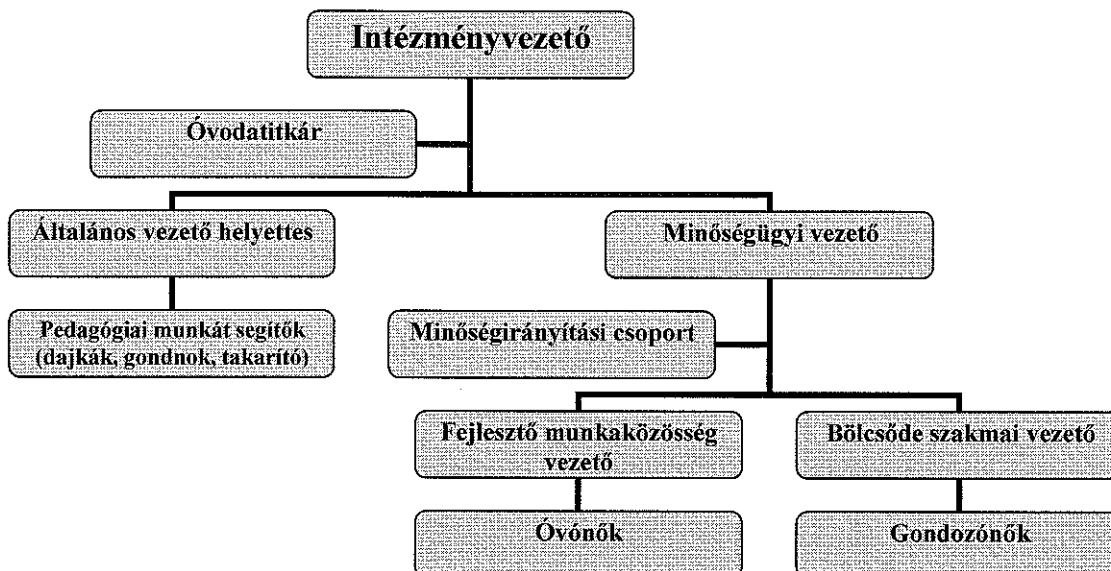 Intézményvezető
Óvodatitkár
Általános vezető helyettes
Minőségügyi vezető
Pedagógiai munkát segítők
(dajkák, gondnok, takarító)
Minőségirányítási csoport
Fejlesztő munkaközösség
vezető
Bölcsőde szakmai vezető
Óvónők
Gondozónők